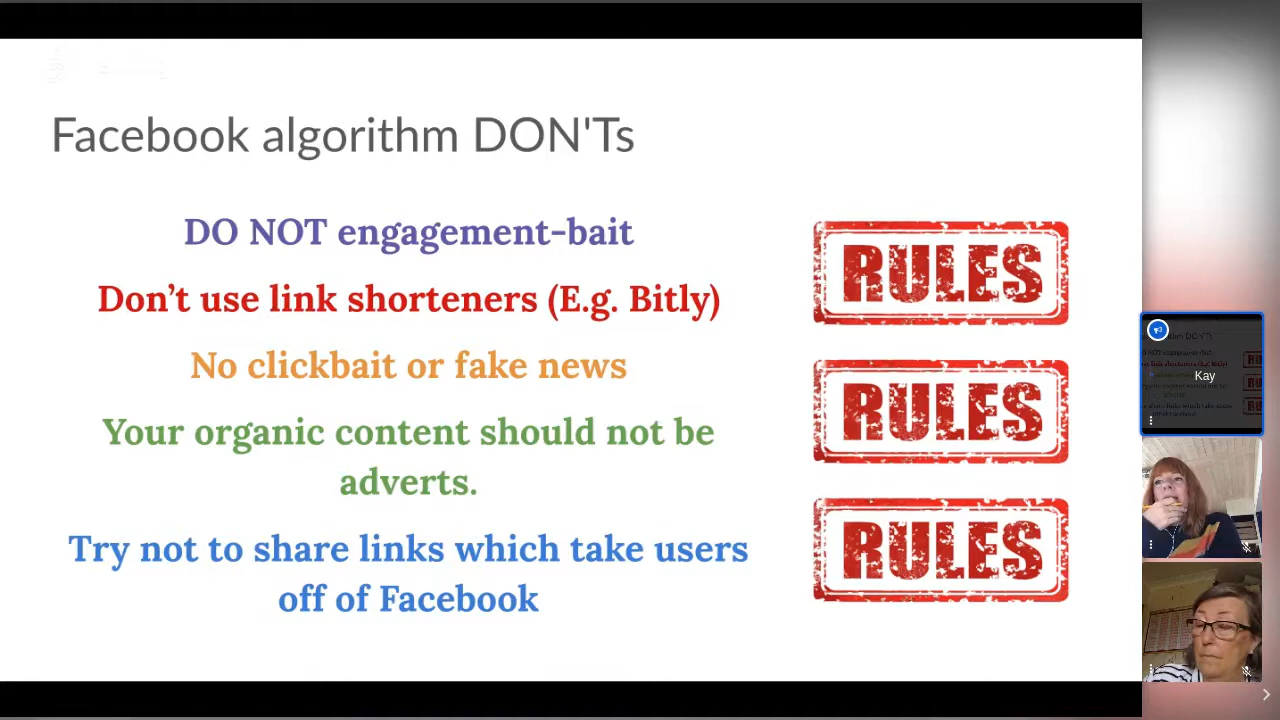 Facebook algorithm DON'Ts
DO NOT engagement-bait
Don’t use link shorteners (E.g. Bitly)
No clickbait or fake news
Your organic content should not be
adverts.
Try not to share links which take users
off of Facebook
RULES
RULES
RULES
Kay